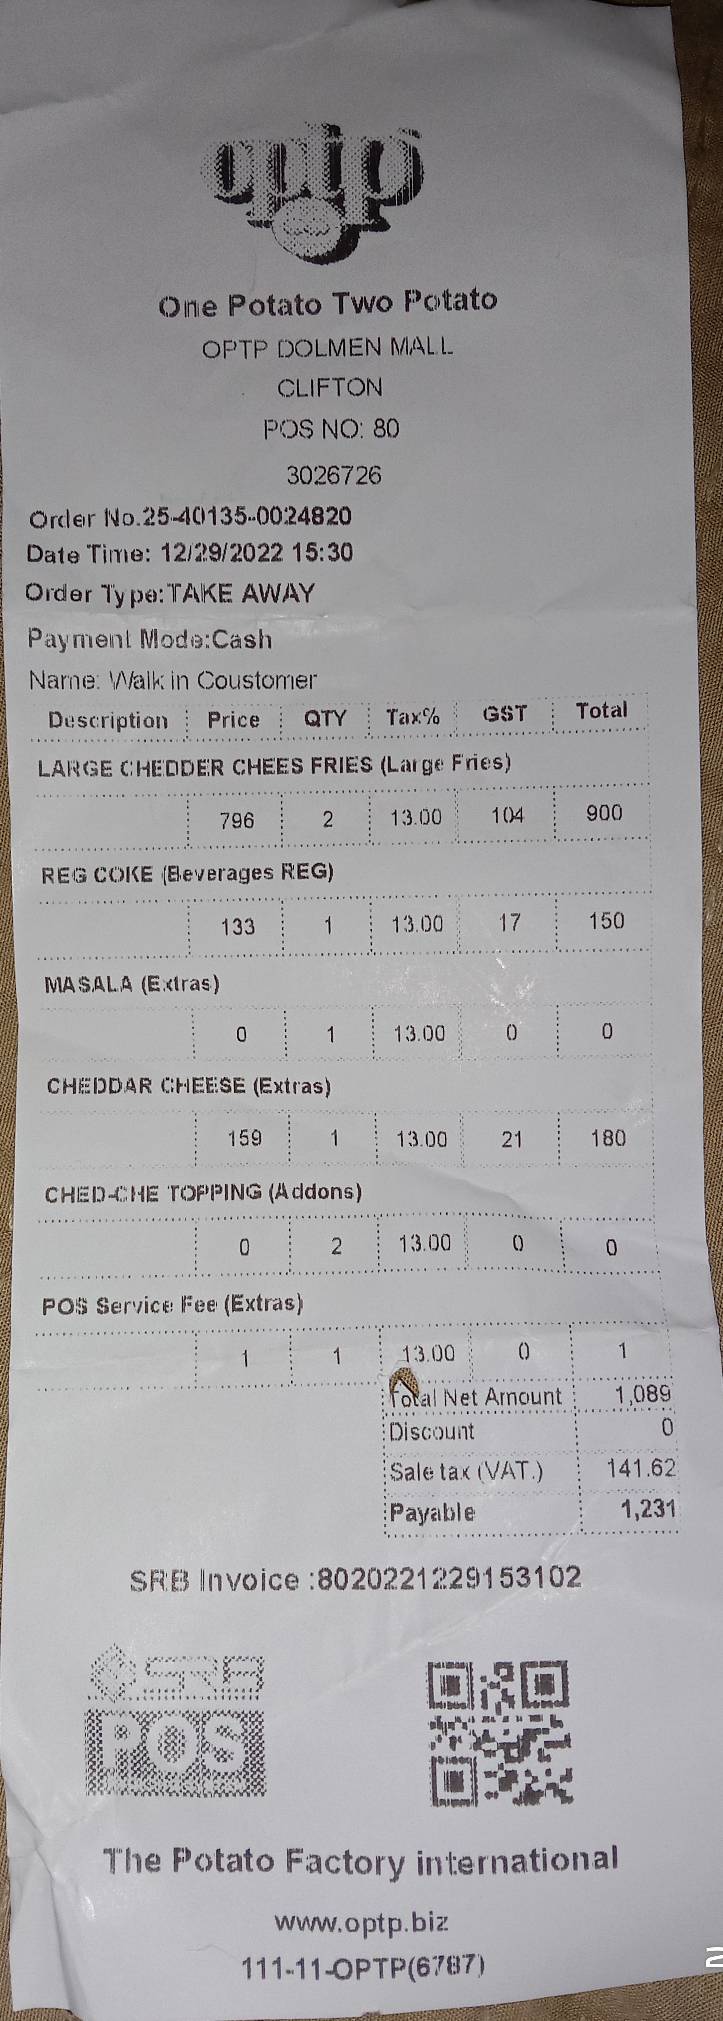 optp
One Potato Two Potato
OPTP DOLMEN MALL
CLIFTON
POS NO: 80
3026726
Order No.25-40135-0024820
Date Time: 12/29/2022 15:30
Order Type:TAKE AWAY
Payment Mode:Cash
Name: Walk in Coustomer
Description Price QTY Tax% GST Total
LARGE CHEDDER CHEES FRIES (Large Fries)
796 2 13.00 104 900
REG COKE (Beverages REG)
133 1 13.00 17 150
MASALA (Extras)
0 1 13.00 0 0
CHEDDAR CHEESE (Extras)
159 1 13.00 21 180
CHED-CHE TOPPING (Addons)
0 2 13.00 0 0
POS Service Fee (Extras)
1 1 13.00 0 1
Total Net Amount 1,089
Discount 0
Sale tax (VAT.) 141.62
Payable 1,231
SRB Invoice :8020221229153102
SRB
POS
The Potato Factory international
www.optp.biz
111-11-OPTP(6787)